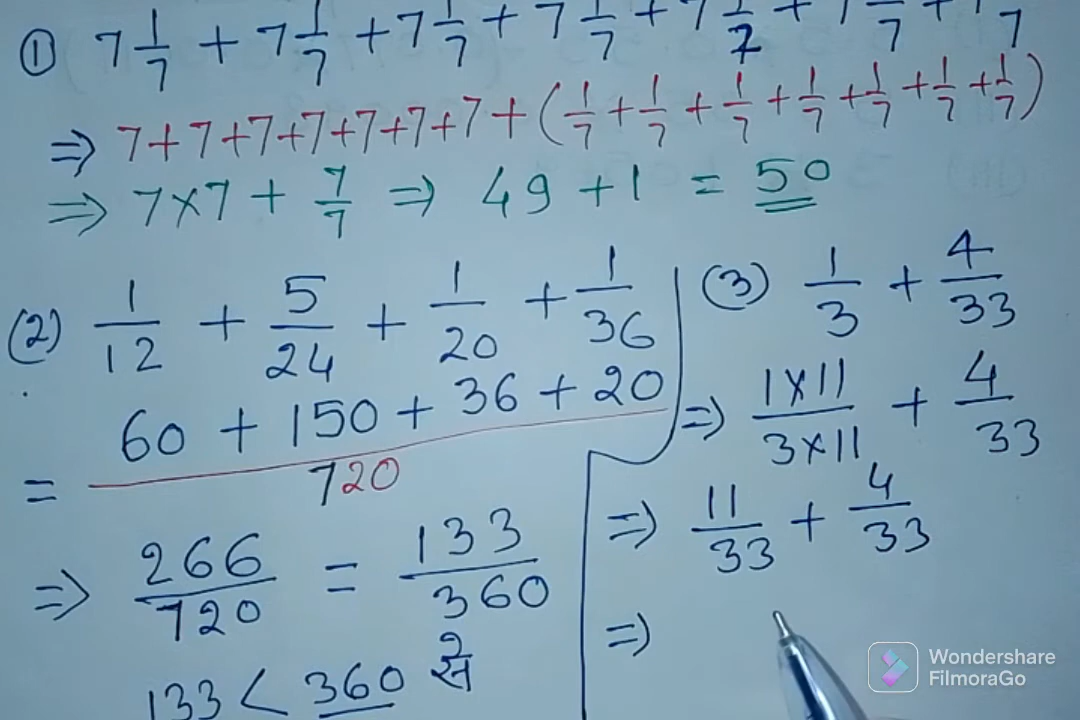 ① 7 1/7 + 7 1/7 + 7 1/7 + 7 1/7 + 7 1/7 + 7 1/7 + 7 1/7
⇒ 7+7+7+7+7+7+7+(1/7+1/7+1/7+1/7+1/7+1/7+1/7)
⇒ 7×7 + 7/7 ⇒ 49 + 1 = 50
(2) 1/12 + 5/24 + 1/20 + 1/36
= (60 + 150 + 36 + 20)/720
⇒ 266/720 = 133/360
133 < 360 से
(3) 1/3 + 4/33
⇒ (1×11)/(3×11) + 4/33
⇒ 11/33 + 4/33
⇒
Wondershare
FilmoraGo